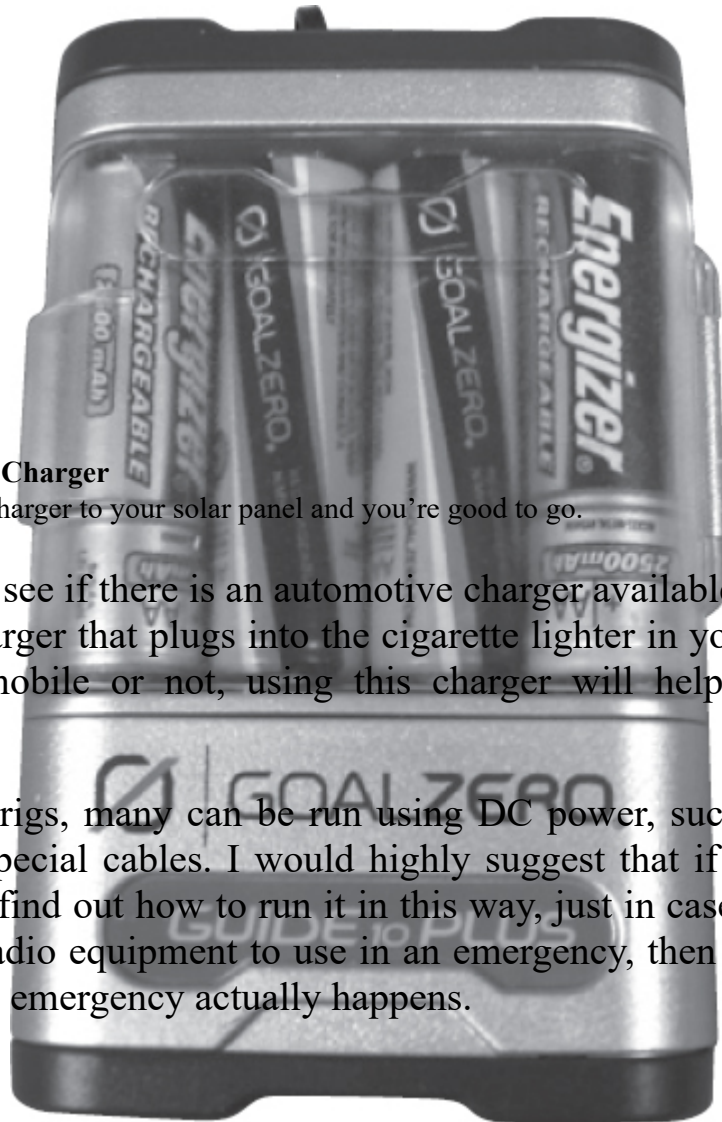 Energizer
RECHARGEABLE
GOALZERO
GOALZERO
RECHARGEABLE
Energizer
2500mAh
Charger
harger to your solar panel and you’re good to go.
see if there is an automotive charger available
arger that plugs into the cigarette lighter in yo
mobile or not, using this charger will help
GOALZERO
rigs, many can be run using DC power, suc
pecial cables. I would highly suggest that if
find out how to run it in this way, just in case
GUIDE 10 PLUS
adio equipment to use in an emergency, then
emergency actually happens.